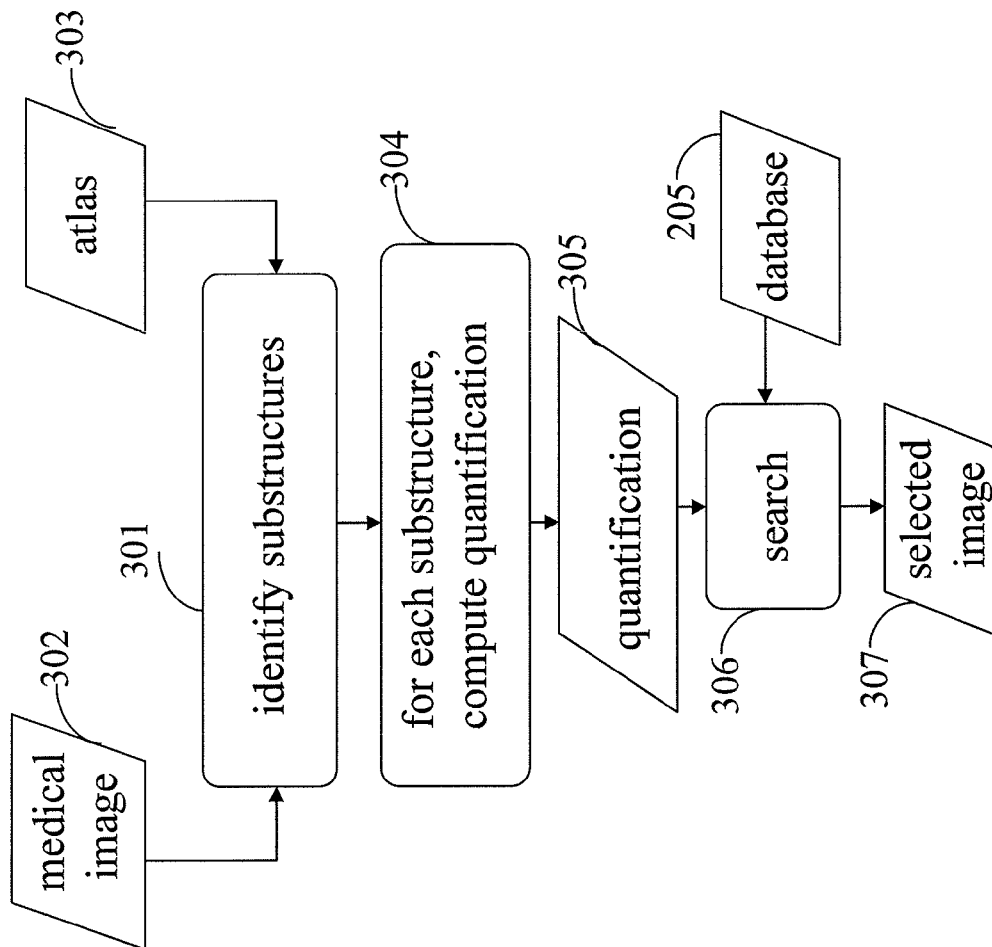 302
medical
image
303
atlas
301
identify substructures
304
for each substructure,
compute quantification
305
quantification
205
database
306
search
307
selected
image